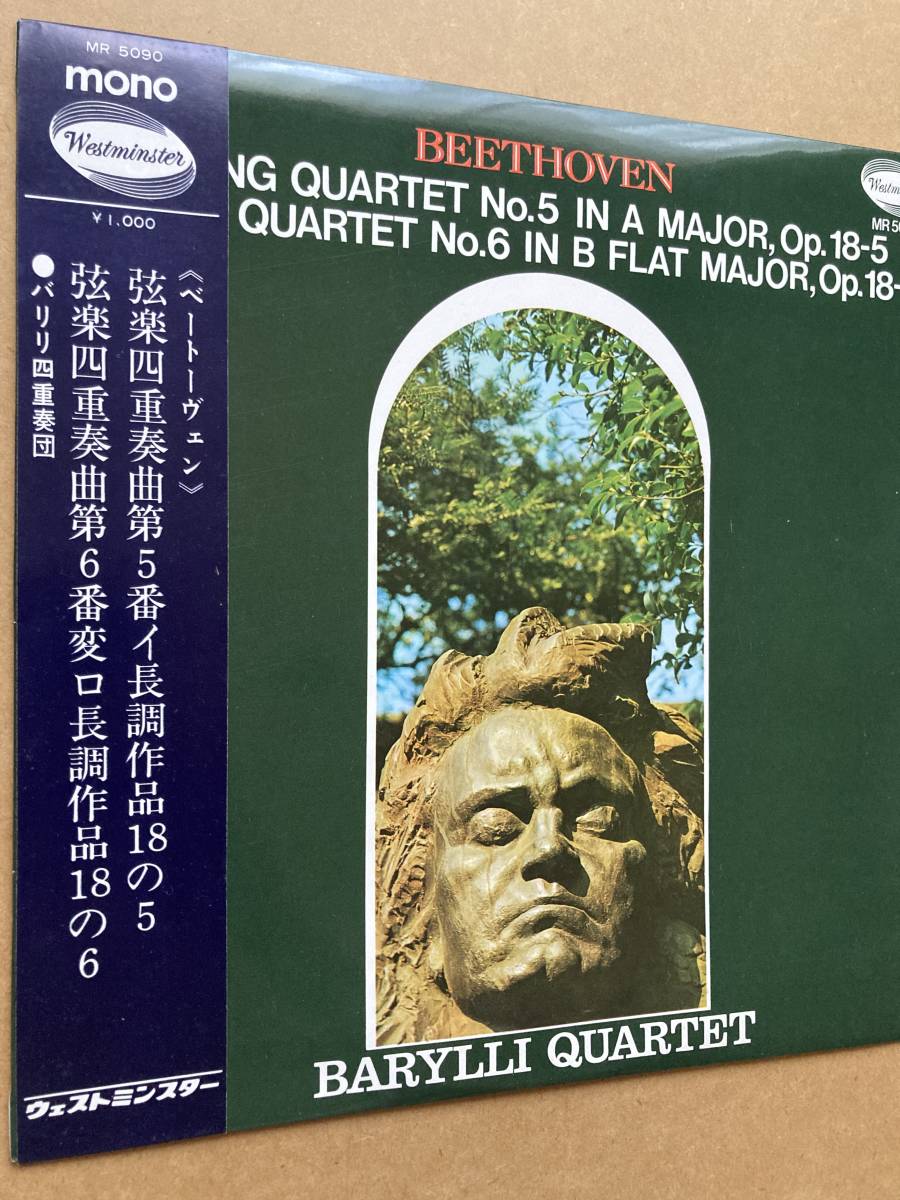 MR 5090
mono
Westminster
¥1,000
《ベートーヴェン》
弦楽四重奏曲第5番イ長調作品18の5
弦楽四重奏曲第6番変ロ長調作品18の6
●バリリ四重奏団
ウェストミンスター
BEETHOVEN
NG QUARTET No.5 IN A MAJOR, Op.18-5
QUARTET No.6 IN B FLAT MAJOR, Op.18-
BARYLLI QUARTET